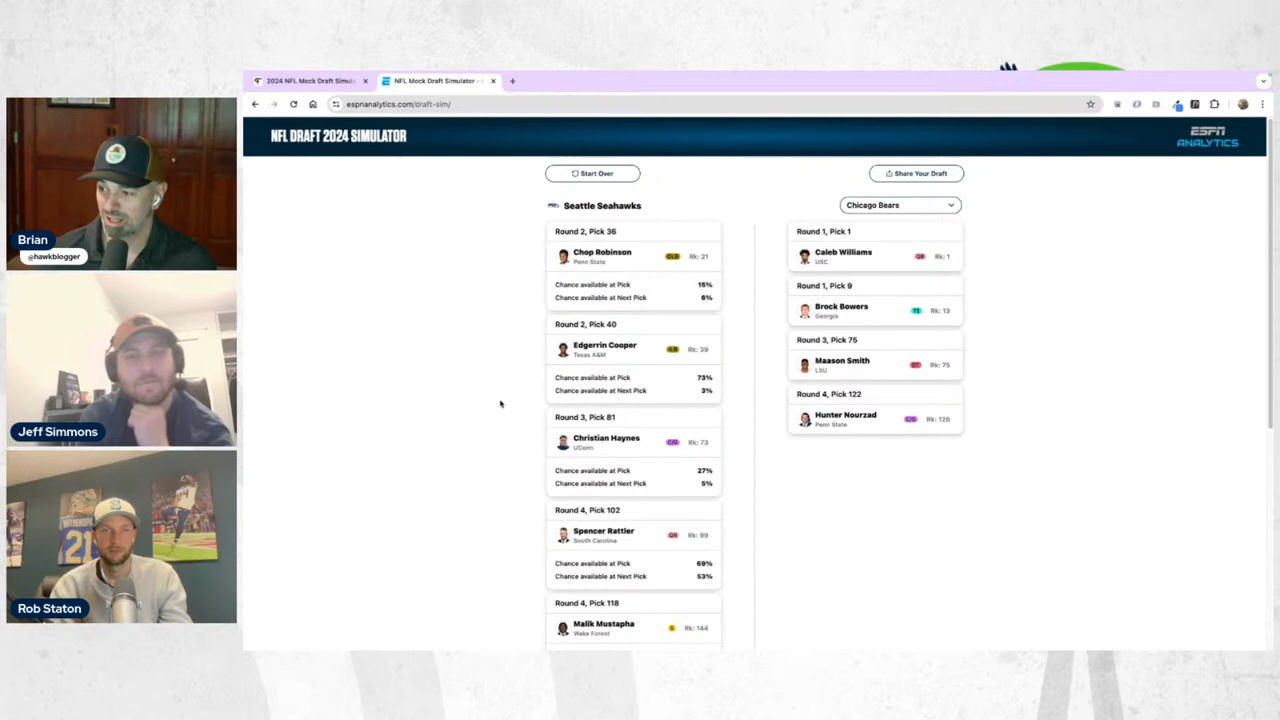 2024 NFL Mock Draft Simula
NFL Mock Draft Simulator -
espnanalytics.com/draft-sim/
NFL DRAFT 2024 SIMULATOR
ESPN
ANALYTICS
Start Over
Share Your Draft
Seattle Seahawks
Chicago Bears
Round 2, Pick 36
Chop Robinson
Penn State
OLB
Rk: 21
Chance available at Pick 15%
Chance available at Next Pick 6%
Round 2, Pick 40
Edgerrin Cooper
Texas A&M
ILB
Rk: 39
Chance available at Pick 73%
Chance available at Next Pick 3%
Round 3, Pick 81
Christian Haynes
UConn
C/G
Rk: 73
Chance available at Pick 27%
Chance available at Next Pick 5%
Round 4, Pick 102
Spencer Rattler
South Carolina
QB
Rk: 99
Chance available at Pick 69%
Chance available at Next Pick 53%
Round 4, Pick 118
Malik Mustapha
Wake Forest
S
Rk: 144
Round 1, Pick 1
Caleb Williams
USC
QB
Rk: 1
Round 1, Pick 9
Brock Bowers
Georgia
TE
Rk: 13
Round 3, Pick 75
Maason Smith
LSU
DT
Rk: 75
Round 4, Pick 122
Hunter Nourzad
Penn State
C/G
Rk: 126
Brian
@hawkblogger
Jeff Simmons
21
Rob Staton